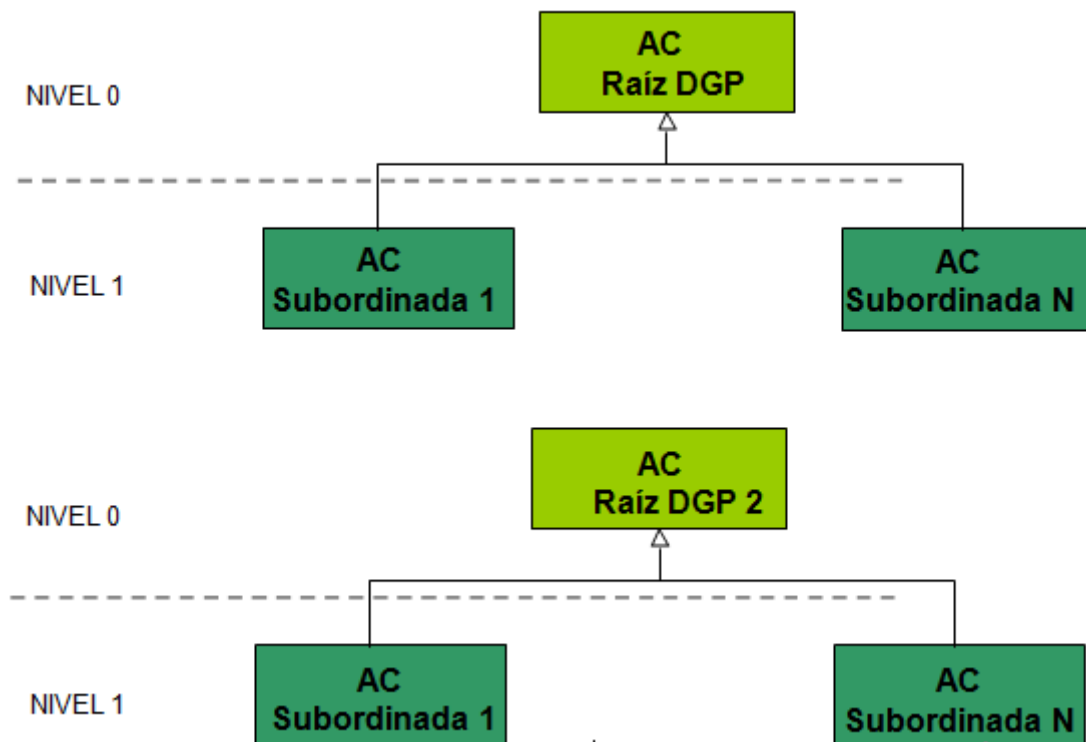 AC
Raíz DGP
NIVEL 0
AC
Subordinada 1
AC
Subordinada N
NIVEL 1
AC
Raíz DGP 2
NIVEL 0
AC
Subordinada 1
AC
Subordinada N
NIVEL 1